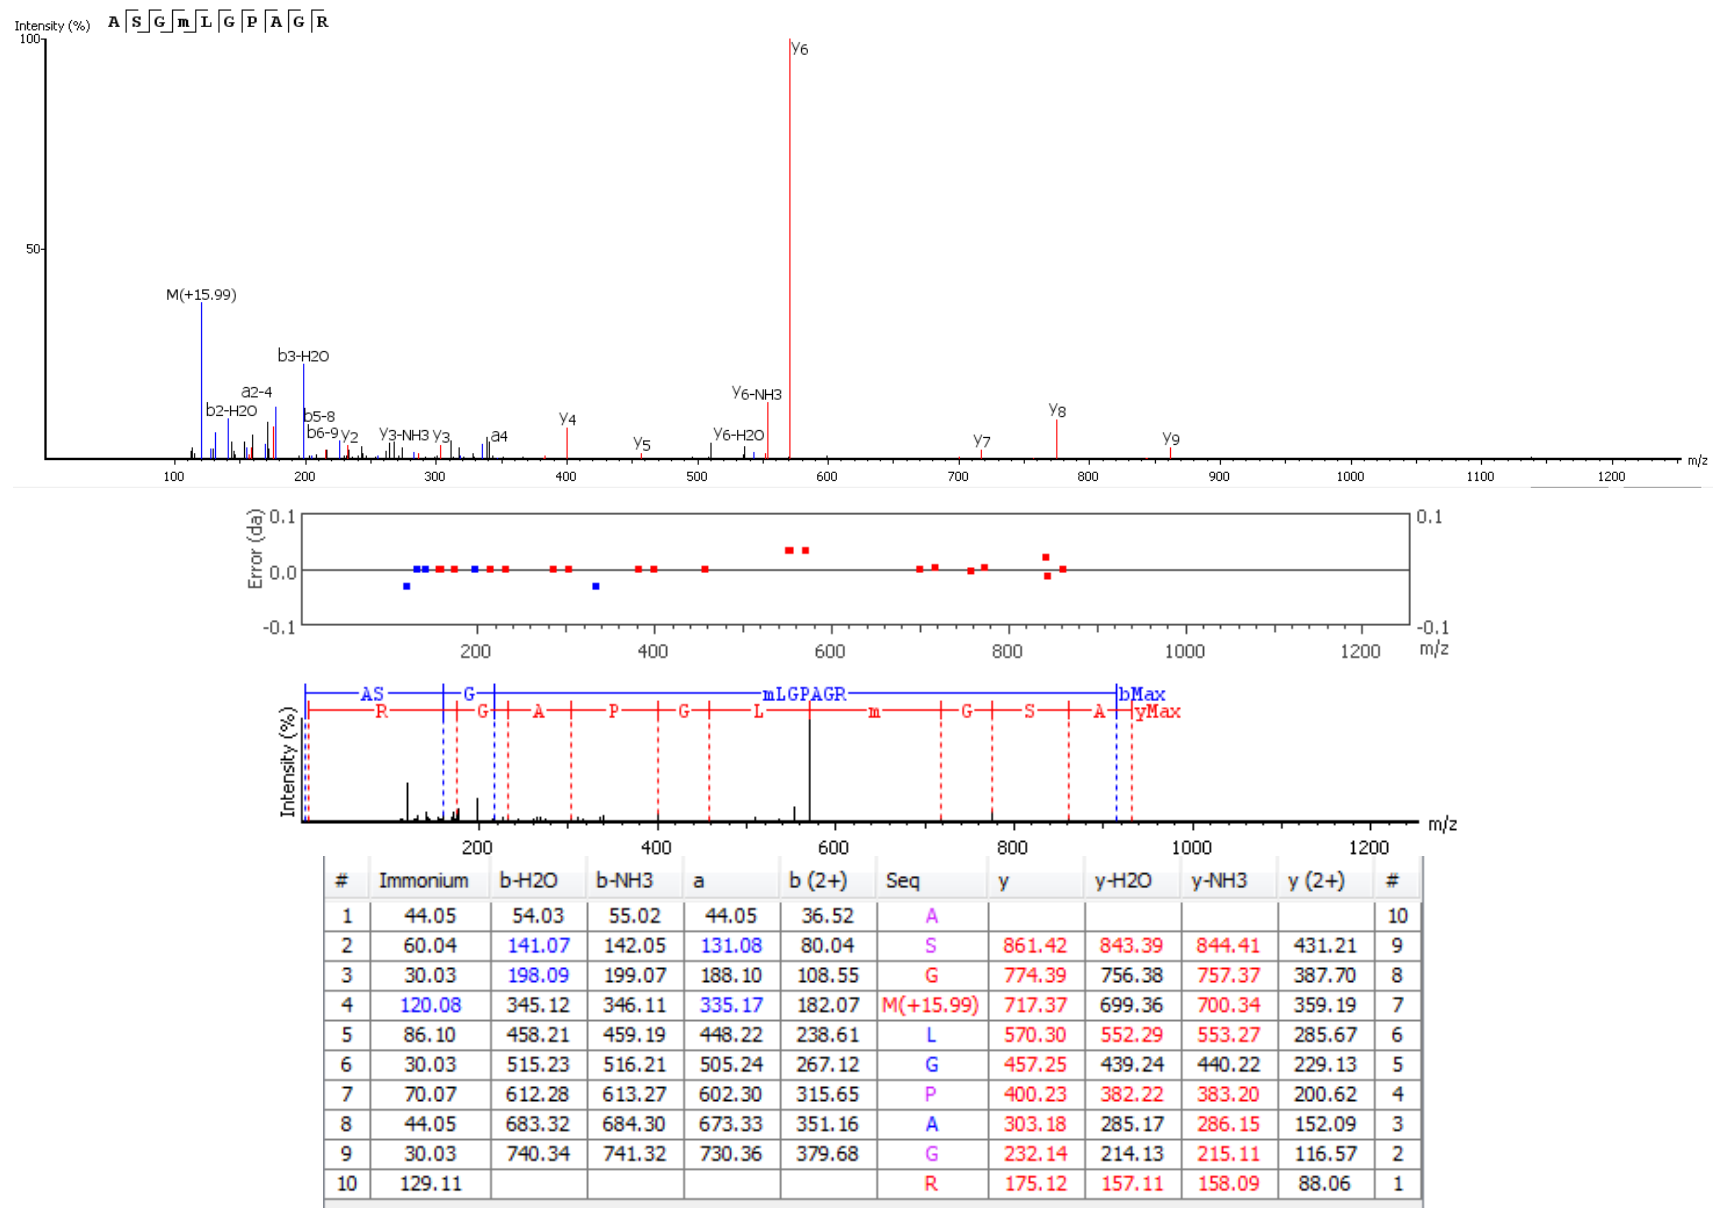 Intensity (%) A S G m L G P A G R
100
y6
50
M(+15.99)
b3-H2O
a2-4
y6-NH3
b2-H2O
b5-8
y8
y4
b6-9 y2 y3-NH3 y3 a4 y5 y6-H2O y7 y9
m/z
100 200 300 400 500 600 700 800 900 1000 1100 1200
Error (da)
0.1 0.1
0.0
-0.1 -0.1
200 400 600 800 1000 1200 m/z
AS G mLGPAGR bMax
R G A P G L m G S A yMax
Intensity (%)
m/z
200 400 600 800 1000 1200
# Immonium b-H2O b-NH3 a b (2+) Seq y y-H2O y-NH3 y (2+) #
1 44.05 54.03 55.02 44.05 36.52 A 10
2 60.04 141.07 142.05 131.08 80.04 S 861.42 843.39 844.41 431.21 9
3 30.03 198.09 199.07 188.10 108.55 G 774.39 756.38 757.37 387.70 8
4 120.08 345.12 346.11 335.17 182.07 M(+15.99) 717.37 699.36 700.34 359.19 7
5 86.10 458.21 459.19 448.22 238.61 L 570.30 552.29 553.27 285.67 6
6 30.03 515.23 516.21 505.24 267.12 G 457.25 439.24 440.22 229.13 5
7 70.07 612.28 613.27 602.30 315.65 P 400.23 382.22 383.20 200.62 4
8 44.05 683.32 684.30 673.33 351.16 A 303.18 285.17 286.15 152.09 3
9 30.03 740.34 741.32 730.36 379.68 G 232.14 214.13 215.11 116.57 2
10 129.11 R 175.12 157.11 158.09 88.06 1